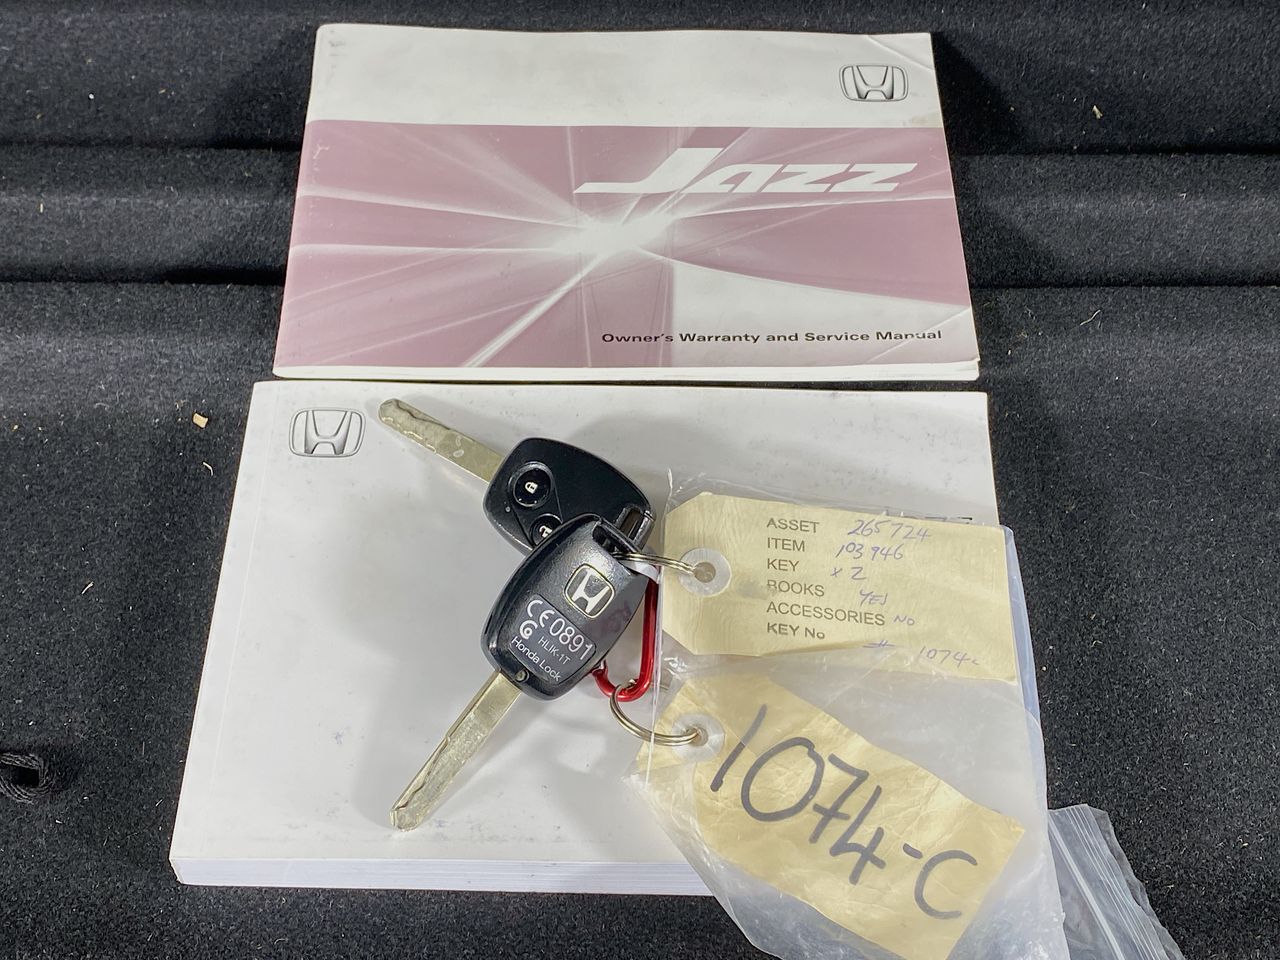 JAZZ
Owner's Warranty and Service Manual
ASSET 265724
ITEM 103946
KEY x 2
BOOKS YES
ACCESSORIES NO
KEY No # 1074-C
CE0891
HLIK-1T
Honda Lock
1074-C